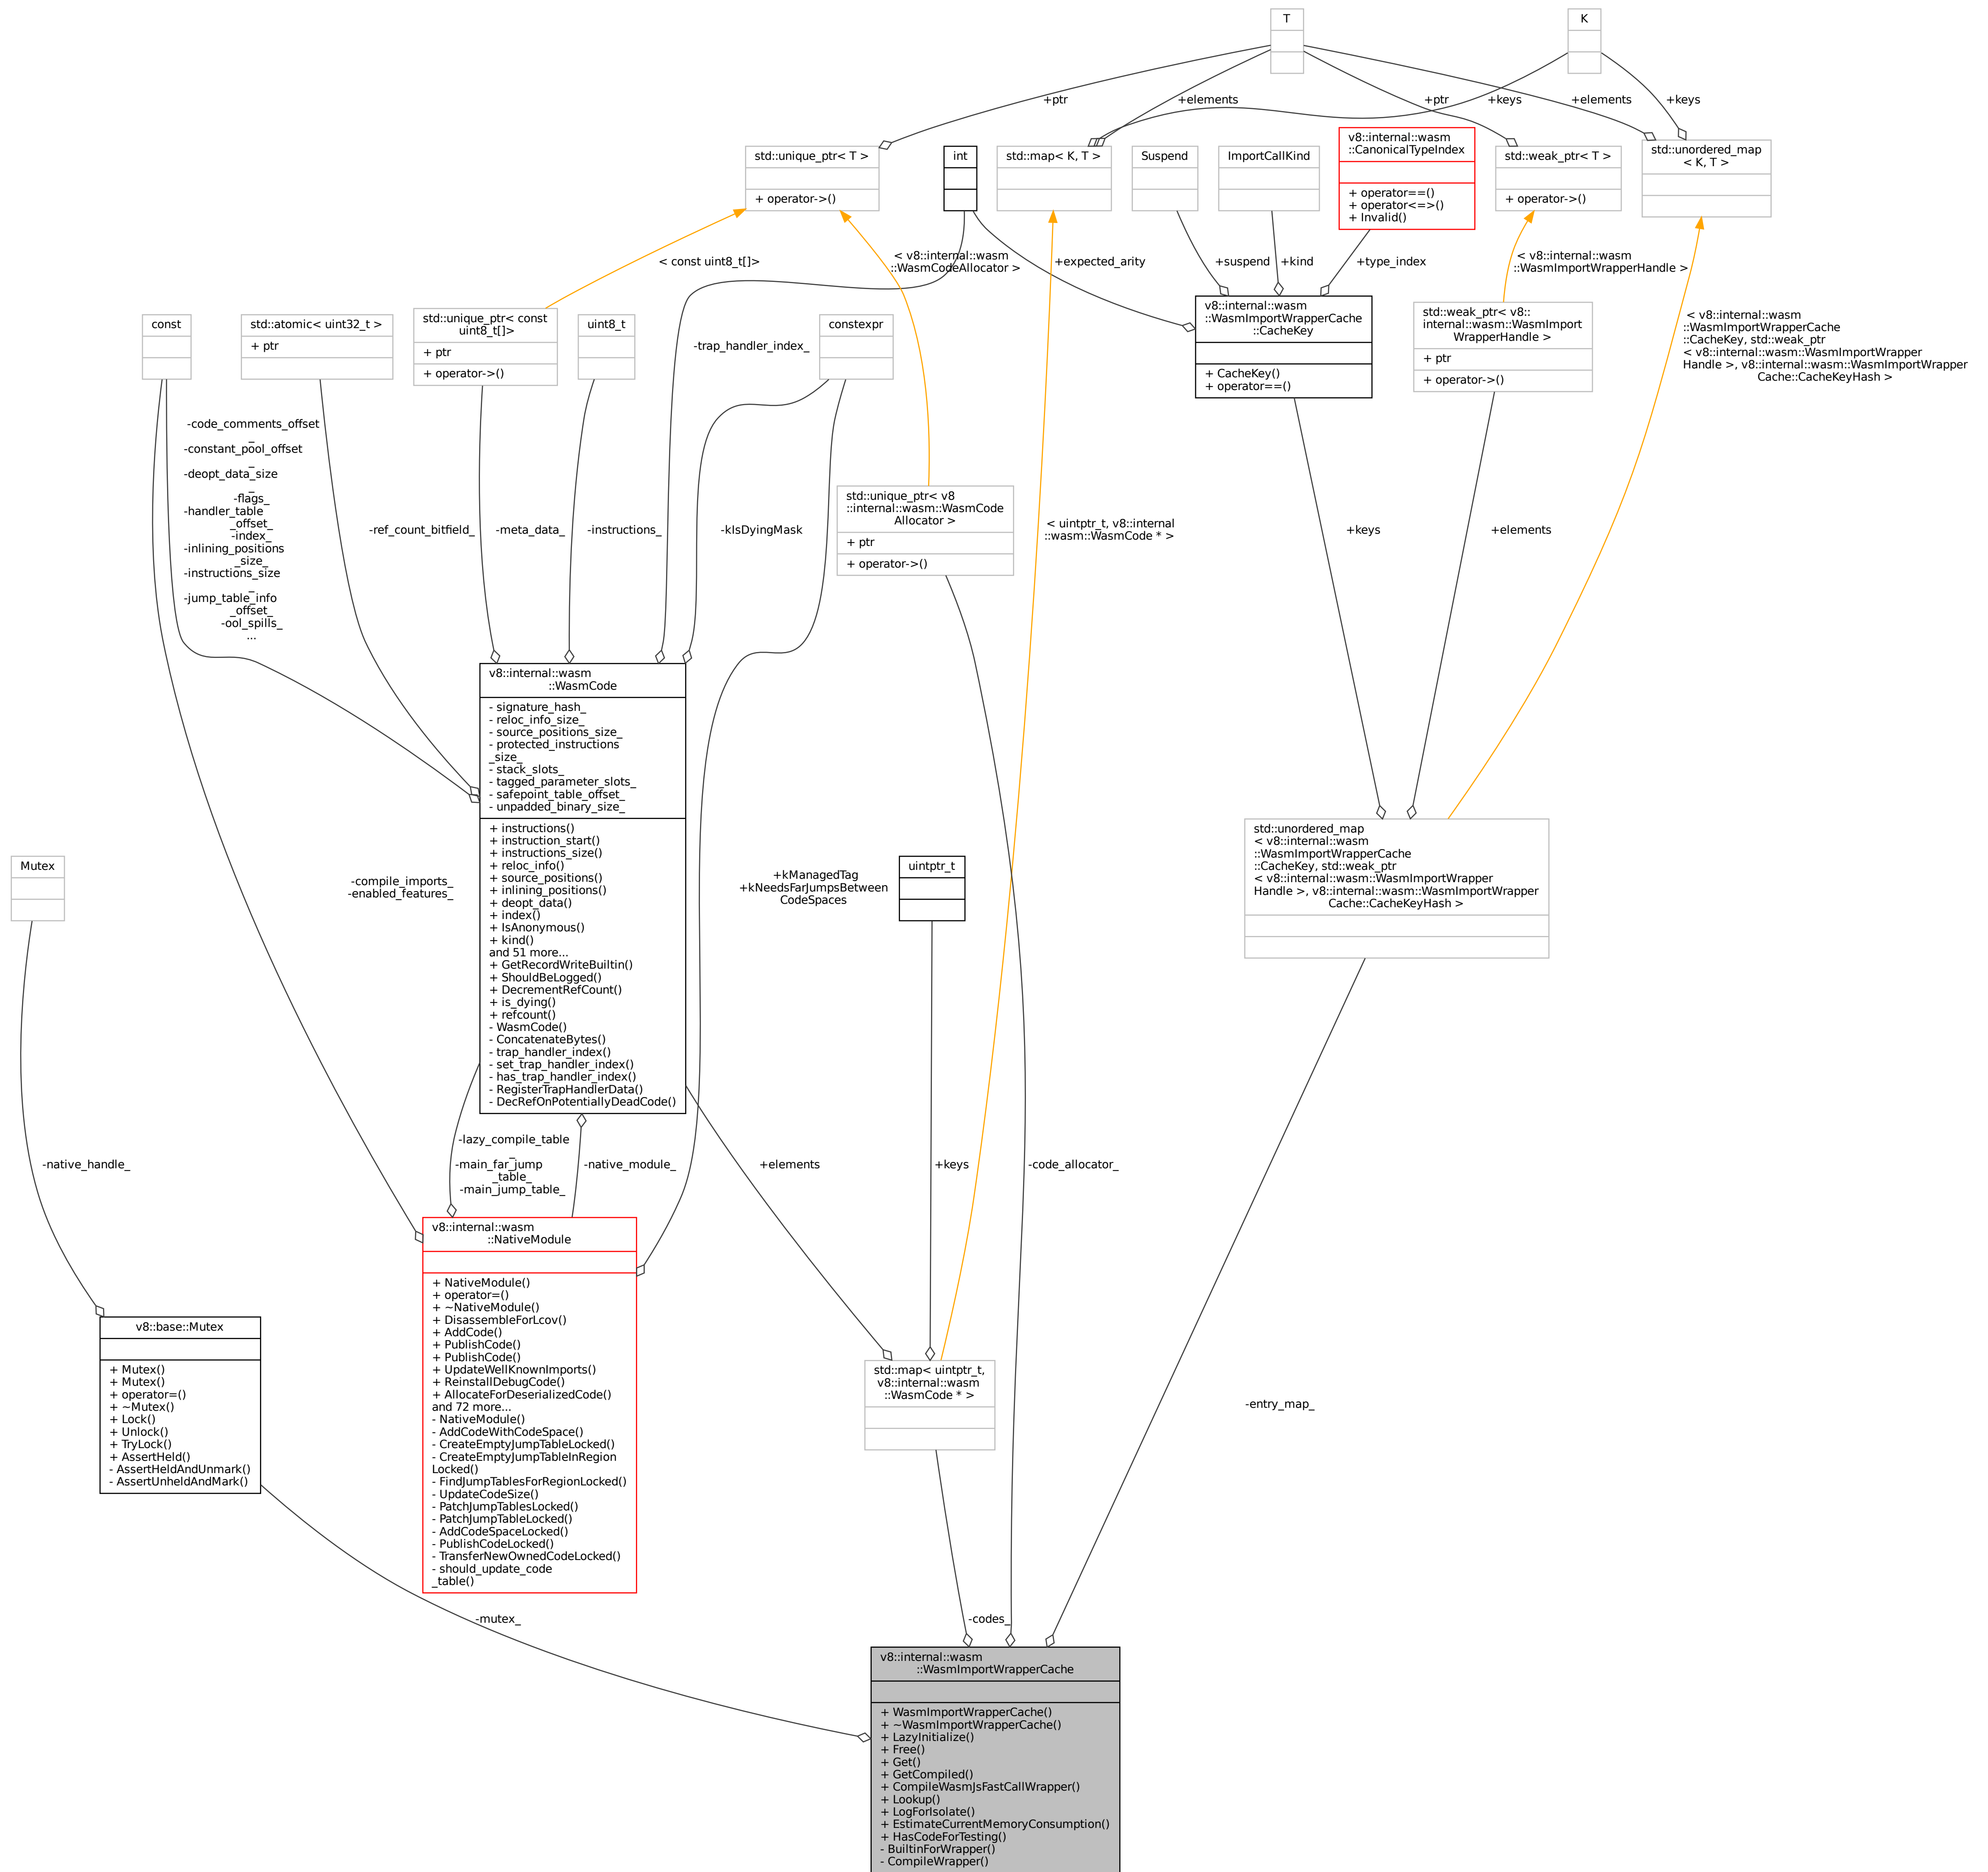 T
K
+ptr
+elements
+ptr
+keys
+elements
+keys
std::unique_ptr< T >
+ operator->()
int
std::map< K, T >
Suspend
ImportCallKind
v8::internal::wasm
::CanonicalTypeIndex
+ operator==()
+ operator<=>()
+ Invalid()
std::weak_ptr< T >
+ operator->()
std::unordered_map
< K, T >
< const uint8_t[]>
< v8::internal::wasm
::WasmCodeAllocator >
+expected_arity
+suspend
+kind
+type_index
< v8::internal::wasm
::WasmImportWrapperHandle >
const
std::atomic< uint32_t >
+ ptr
std::unique_ptr< const
uint8_t[]>
+ ptr
+ operator->()
uint8_t
-trap_handler_index_
constexpr
v8::internal::wasm
::WasmImportWrapperCache
::CacheKey
+ CacheKey()
+ operator==()
std::weak_ptr< v8::
internal::wasm::WasmImport
WrapperHandle >
+ ptr
+ operator->()
< v8::internal::wasm
::WasmImportWrapperCache
::CacheKey, std::weak_ptr
< v8::internal::wasm::WasmImportWrapper
Handle >, v8::internal::wasm::WasmImportWrapper
Cache::CacheKeyHash >
-code_comments_offset
_
-constant_pool_offset
_
-deopt_data_size
_
-flags_
-handler_table
_offset_
-index_
-inlining_positions
_size_
-instructions_size
_
-jump_table_info
_offset_
-ool_spills_
...
-ref_count_bitfield_
-meta_data_
-instructions_
-kIsDyingMask
std::unique_ptr< v8
::internal::wasm::WasmCode
Allocator >
+ ptr
+ operator->()
< uintptr_t, v8::internal
::wasm::WasmCode * >
+keys
+elements
v8::internal::wasm
::WasmCode
- signature_hash_
- reloc_info_size_
- source_positions_size_
- protected_instructions
_size_
- stack_slots_
- tagged_parameter_slots_
- safepoint_table_offset_
- unpadded_binary_size_
+ instructions()
+ instruction_start()
+ instructions_size()
+ reloc_info()
+ source_positions()
+ inlining_positions()
+ deopt_data()
+ index()
+ IsAnonymous()
+ kind()
and 51 more...
+ GetRecordWriteBuiltin()
+ ShouldBeLogged()
+ DecrementRefCount()
+ is_dying()
+ refcount()
- WasmCode()
- ConcatenateBytes()
- trap_handler_index()
- set_trap_handler_index()
- has_trap_handler_index()
- RegisterTrapHandlerData()
- DecRefOnPotentiallyDeadCode()
Mutex
-compile_imports_
-enabled_features_
+kManagedTag
+kNeedsFarJumpsBetween
CodeSpaces
uintptr_t
std::unordered_map
< v8::internal::wasm
::WasmImportWrapperCache
::CacheKey, std::weak_ptr
< v8::internal::wasm::WasmImportWrapper
Handle >, v8::internal::wasm::WasmImportWrapper
Cache::CacheKeyHash >
-native_handle_
-lazy_compile_table
_
-main_far_jump
_table_
-main_jump_table_
-native_module_
+elements
+keys
-code_allocator_
v8::internal::wasm
::NativeModule
+ NativeModule()
+ operator=()
+ ~NativeModule()
+ DisassembleForLcov()
+ AddCode()
+ PublishCode()
+ PublishCode()
+ UpdateWellKnownImports()
+ ReinstallDebugCode()
+ AllocateForDeserializedCode()
and 72 more...
- NativeModule()
- AddCodeWithCodeSpace()
- CreateEmptyJumpTableLocked()
- CreateEmptyJumpTableInRegion
Locked()
- FindJumpTablesForRegionLocked()
- UpdateCodeSize()
- PatchJumpTablesLocked()
- PatchJumpTableLocked()
- AddCodeSpaceLocked()
- PublishCodeLocked()
- TransferNewOwnedCodeLocked()
- should_update_code
_table()
v8::base::Mutex
+ Mutex()
+ Mutex()
+ operator=()
+ ~Mutex()
+ Lock()
+ Unlock()
+ TryLock()
+ AssertHeld()
- AssertHeldAndUnmark()
- AssertUnheldAndMark()
std::map< uintptr_t,
v8::internal::wasm
::WasmCode * >
-entry_map_
-mutex_
-codes_
v8::internal::wasm
::WasmImportWrapperCache
+ WasmImportWrapperCache()
+ ~WasmImportWrapperCache()
+ LazyInitialize()
+ Free()
+ Get()
+ GetCompiled()
+ CompileWasmJsFastCallWrapper()
+ Lookup()
+ LogForIsolate()
+ EstimateCurrentMemoryConsumption()
+ HasCodeForTesting()
- BuiltinForWrapper()
- CompileWrapper()